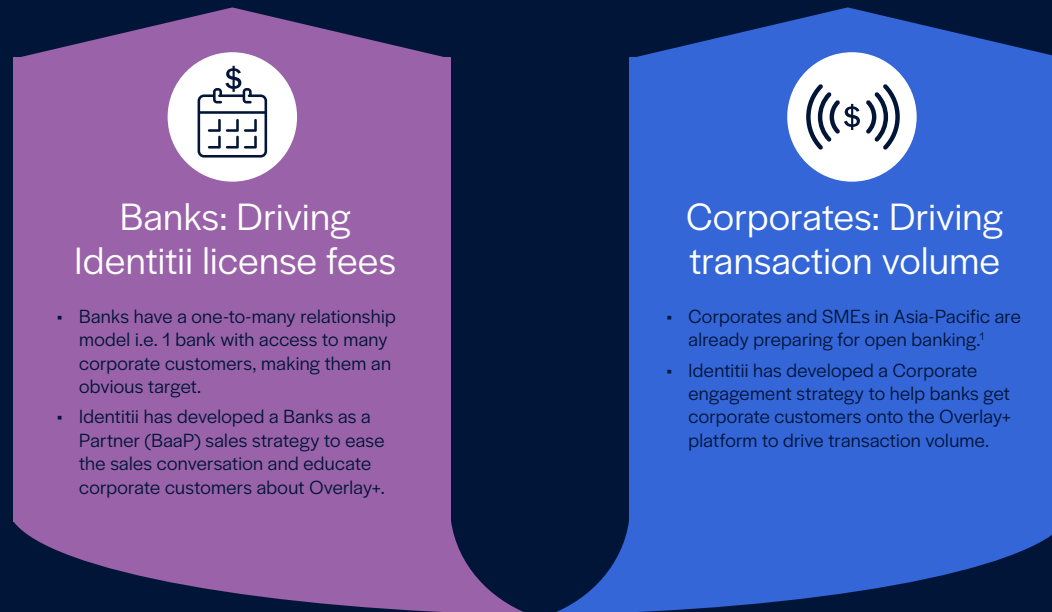 $
Banks: Driving
Identitii license fees
▪ Banks have a one-to-many relationship
model i.e. 1 bank with access to many
corporate customers, making them an
obvious target.
▪ Identitii has developed a Banks as a
Partner (BaaP) sales strategy to ease
the sales conversation and educate
corporate customers about Overlay+.
$
Corporates: Driving
transaction volume
▪ Corporates and SMEs in Asia-Pacific are
already preparing for open banking.¹
▪ Identitii has developed a Corporate
engagement strategy to help banks get
corporate customers onto the Overlay+
platform to drive transaction volume.